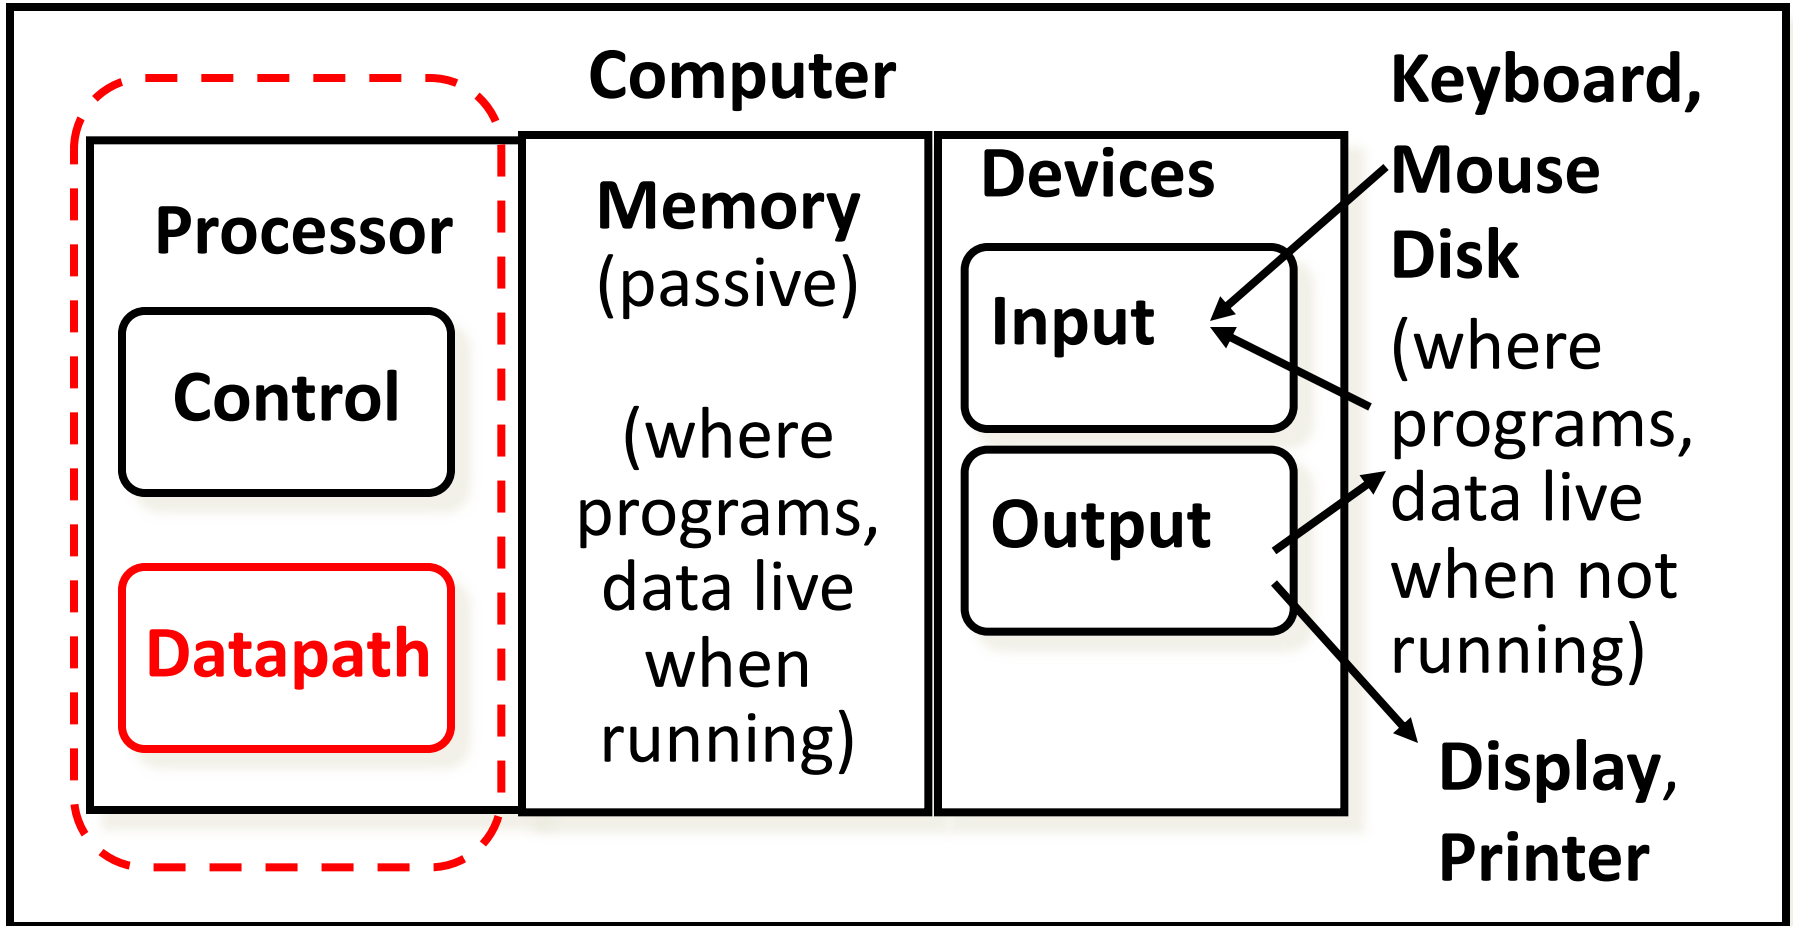 Computer
Processor
Control
Datapath
Memory
(passive)
(where
programs,
data live
when
running)
Devices
Input
Output
Keyboard,
Mouse
Disk
(where
programs,
data live
when not
running)
Display,
Printer